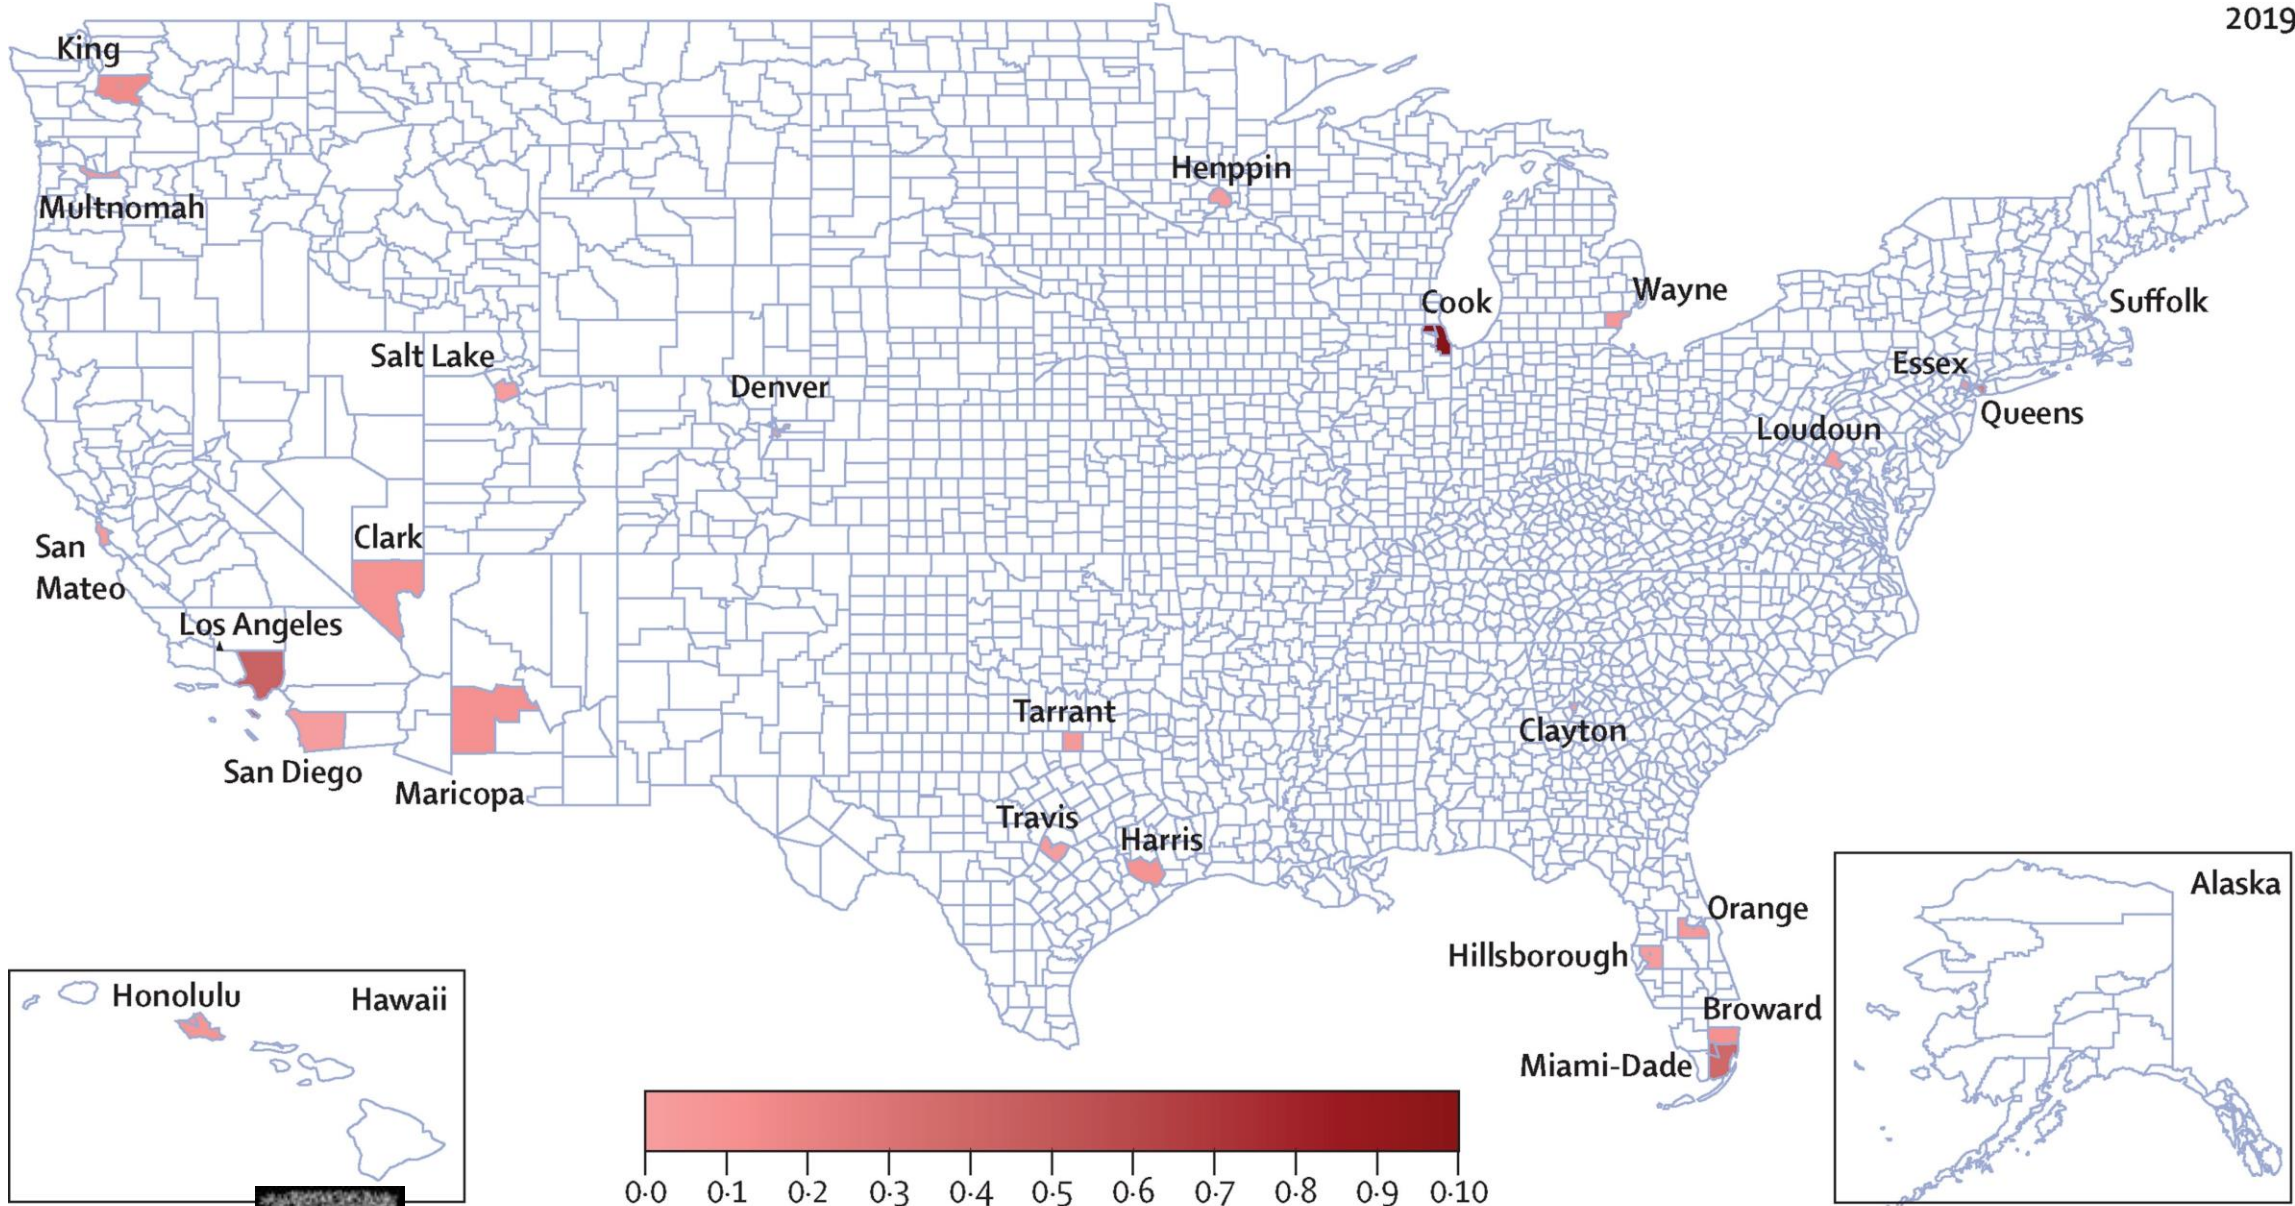 2019
King
Multnomah
Henppin
Wayne
Cook
Suffolk
Salt Lake
Denver
Essex
Queens
Loudoun
San
Mateo
Clark
Los Angeles
San Diego
Maricopa
Tarrant
Clayton
Travis
Harris
Orange
Hillsborough
Broward
Miami-Dade
Alaska
Honolulu
Hawaii
0·0 0·1 0·2 0·3 0·4 0·5 0·6 0·7 0·8 0·9 0·10